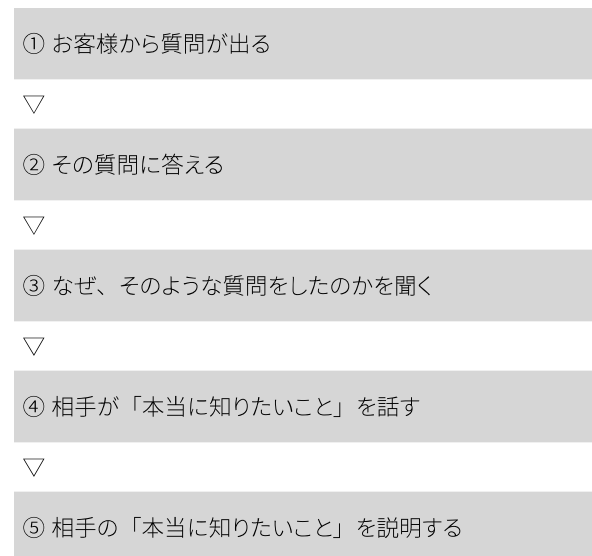 ① お客様から質問が出る
▽
② その質問に答える
▽
③ なぜ、そのような質問をしたのかを聞く
▽
④ 相手が「本当に知りたいこと」を話す
▽
⑤ 相手の「本当に知りたいこと」を説明する